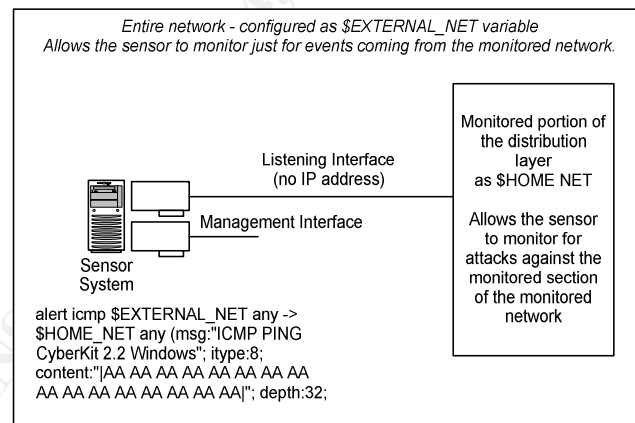 Entire network - configured as $EXTERNAL_NET variable
Allows the sensor to monitor just for events coming from the monitored network.
Listening Interface
(no IP address)
Management Interface
Sensor
System
Monitored portion of
the distribution
layer
as $HOME NET
Allows the sensor
to monitor for
attacks against the
monitored section
of the monitored
network
alert icmp $EXTERNAL_NET any ->
$HOME_NET any (msg:"ICMP PING
CyberKit 2.2 Windows"; itype:8;
content:"|AA AA AA AA AA AA AA AA
AA AA AA AA AA AA AA AA|"; depth:32;